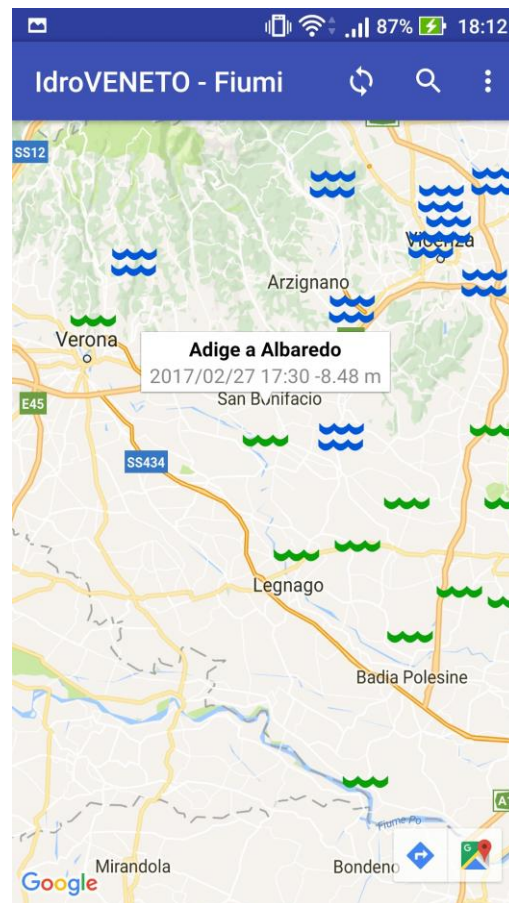 87% 18:12
IdroVENETO - Fiumi
SS12
Vicenza
Arzignano
Verona
Adige a Albaredo
2017/02/27 17:30 -8.48 m
E45
San Bonifacio
SS434
Legnago
Badia Polesine
Fiume Po
Mirandola
Bondeno
Google